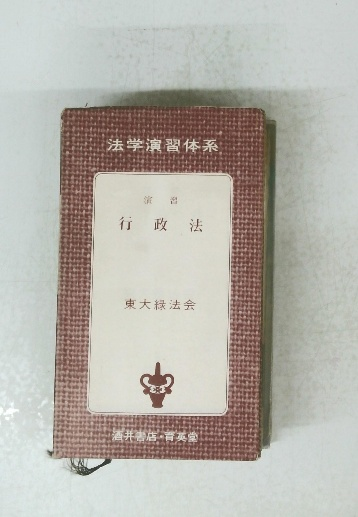 法学演習体系
演習
行政法
東大緑法会
酒井書店・育英堂